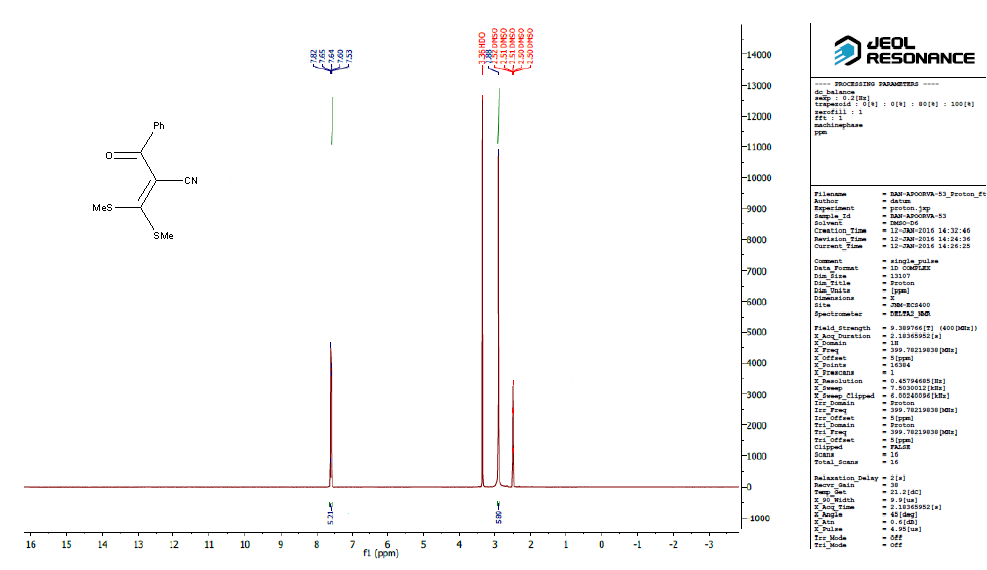 7.82
7.65
7.64
7.60
7.53
3.36 HDO
2.88
2.52 DMSO
2.51 DMSO
2.51 DMSO
2.50 DMSO
2.50 DMSO
Ph
O
CN
MeS
SMe
14000
13000
12000
11000
10000
9000
8000
7000
6000
5000
4000
3000
2000
1000
0
1000
5.21
5.89
16 15 14 13 12 11 10 9 8 7 6 5 4 3 2 1 0 -1 -2 -3
f1 (ppm)
JEOL
RESONANCE
---- PROCESSING PARAMETERS ----
dc_balance
sexp : 0.2[Hz]
trapezoid : 0[%] : 0[%] : 80[%] : 100[%]
zerofill : 1
fft : 1
machinephase
ppm
Filename = BAN-APOORVA-53_Proton_ft
Author = datum
Experiment = proton.jxp
Sample_Id = BAN-APOORVA-53
Solvent = DMSO-D6
Creation_Time = 12-JAN-2016 14:32:46
Revision_Time = 12-JAN-2016 14:24:36
Current_Time = 12-JAN-2016 14:26:25
Comment = single_pulse
Data_Format = 1D COMPLEX
Dim_Size = 13107
Dim_Title = Proton
Dim_Units = [ppm]
Dimensions = X
Site = JNM-ECS400
Spectrometer = DELTA2_NMR
Field_Strength = 9.389766[T] (400[MHz])
X_Acq_Duration = 2.18365952[s]
X_Domain = 1H
X_Freq = 399.78219838[MHz]
X_Offset = 5[ppm]
X_Points = 16384
X_Prescans = 1
X_Resolution = 0.45794685[Hz]
X_Sweep = 7.5030012[kHz]
X_Sweep_Clipped = 6.00240096[kHz]
Irr_Domain = Proton
Irr_Freq = 399.78219838[MHz]
Irr_Offset = 5[ppm]
Tri_Domain = Proton
Tri_Freq = 399.78219838[MHz]
Tri_Offset = 5[ppm]
Clipped = FALSE
Scans = 16
Total_Scans = 16
Relaxation_Delay = 2[s]
Recvr_Gain = 38
Temp_Get = 21.2[dC]
X_90_Width = 9.9[us]
X_Acq_Time = 2.18365952[s]
X_Angle = 45[deg]
X_Atn = 0.6[dB]
X_Pulse = 4.95[us]
Irr_Mode = Off
Tri_Mode = Off